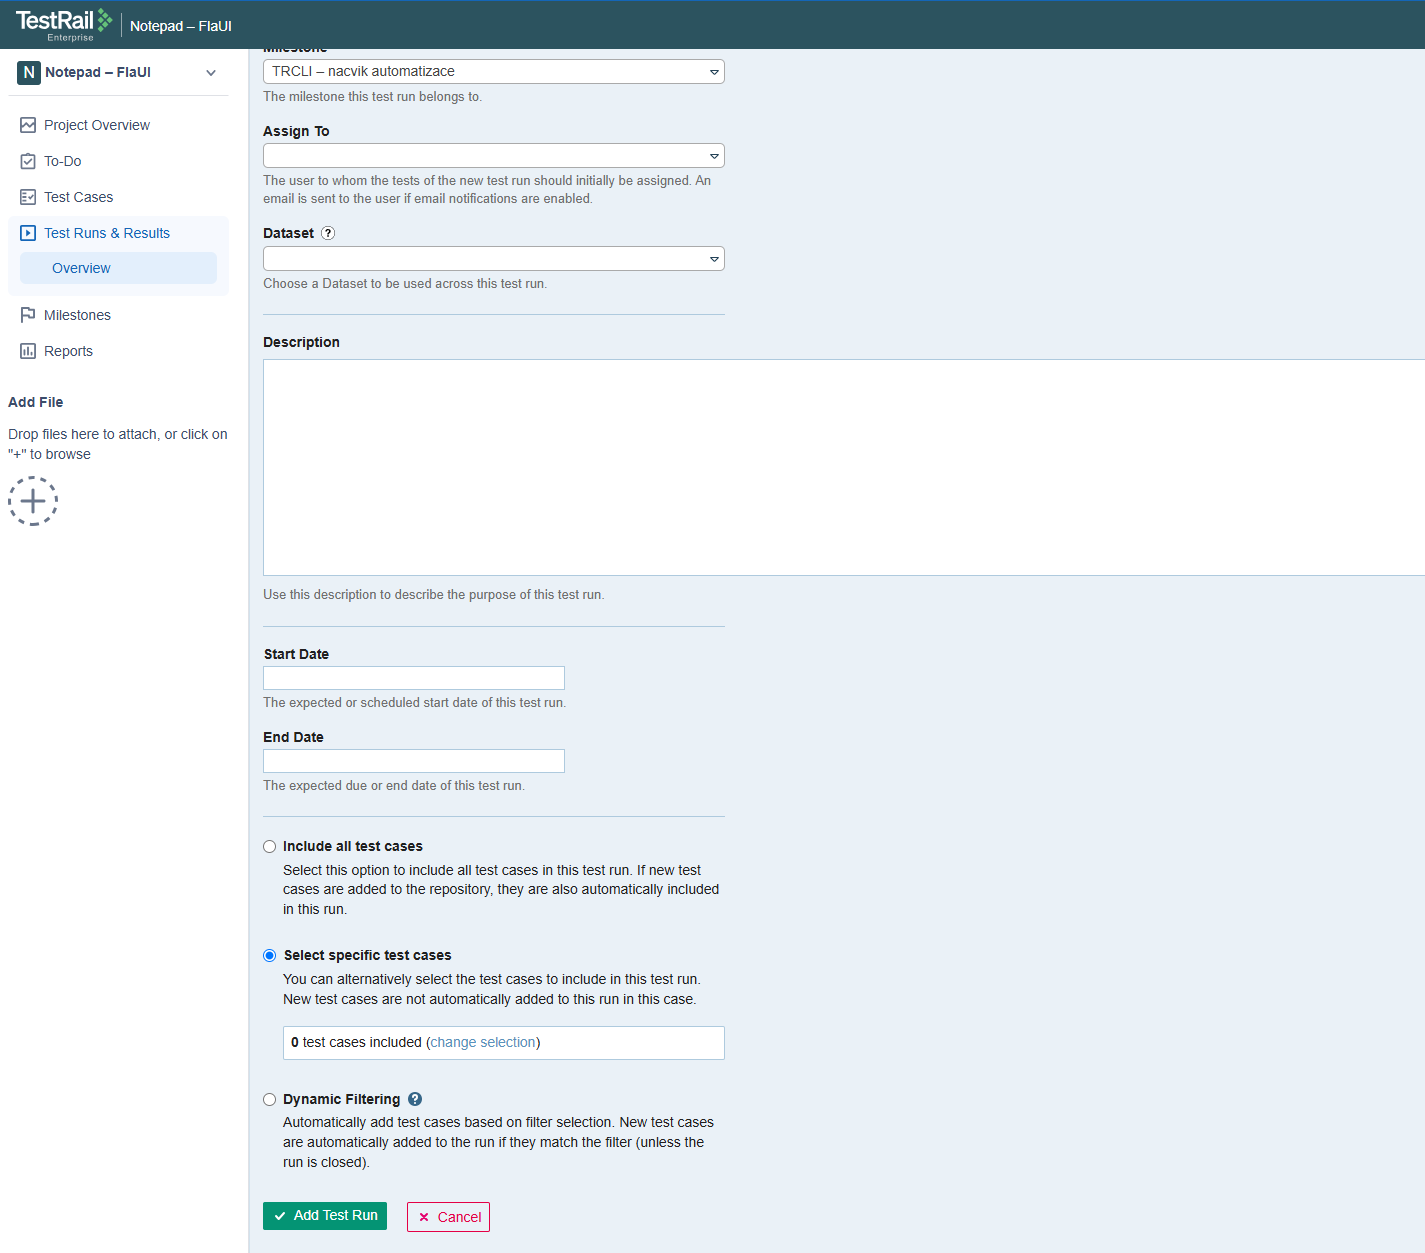 TestRail
Enterprise
Notepad – FlaUI
N Notepad – FlaUI
Project Overview
To-Do
Test Cases
Test Runs & Results
Overview
Milestones
Reports
Add File
Drop files here to attach, or click on
"+" to browse
Milestone
TRCLI – nacvik automatizace
The milestone this test run belongs to.
Assign To
The user to whom the tests of the new test run should initially be assigned. An
email is sent to the user if email notifications are enabled.
Dataset ?
Choose a Dataset to be used across this test run.
Description
Use this description to describe the purpose of this test run.
Start Date
The expected or scheduled start date of this test run.
End Date
The expected due or end date of this test run.
Include all test cases
Select this option to include all test cases in this test run. If new test
cases are added to the repository, they are also automatically included
in this run.
Select specific test cases
You can alternatively select the test cases to include in this test run.
New test cases are not automatically added to this run in this case.
0 test cases included (change selection)
Dynamic Filtering ?
Automatically add test cases based on filter selection. New test cases
are automatically added to the run if they match the filter (unless the
run is closed).
Add Test Run
Cancel